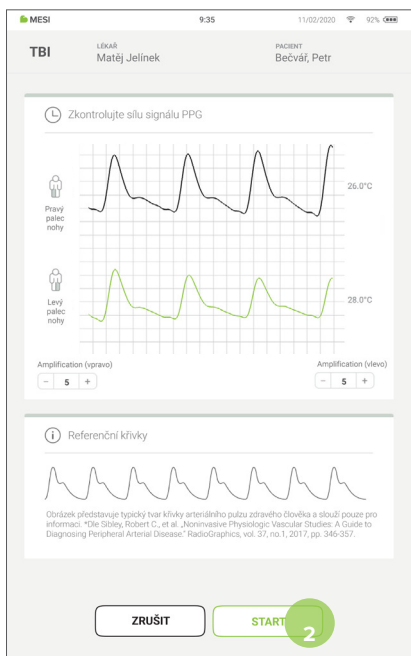 MESI 9:35 11/02/2020 92%
TBI
LÉKAŘ
Matěj Jelínek
PACIENT
Bečvář, Petr
Zkontrolujte sílu signálu PPG
26.0°C
Pravý
palec
nohy
28.0°C
Levý
palec
nohy
Amplification (vpravo)
− 5 +
Amplification (vlevo)
− 5 +
Referenční křivky
Obrázek představuje typický tvar křivky arteriálního pulzu zdravého člověka a slouží pouze pro
informaci. *Dle Sibley, Robert C., et al. „Noninvasive Physiologic Vascular Studies: A Guide to
Diagnosing Peripheral Arterial Disease.“ RadioGraphics, vol. 37, no.1, 2017, pp. 346-357.
ZRUŠIT
START
2